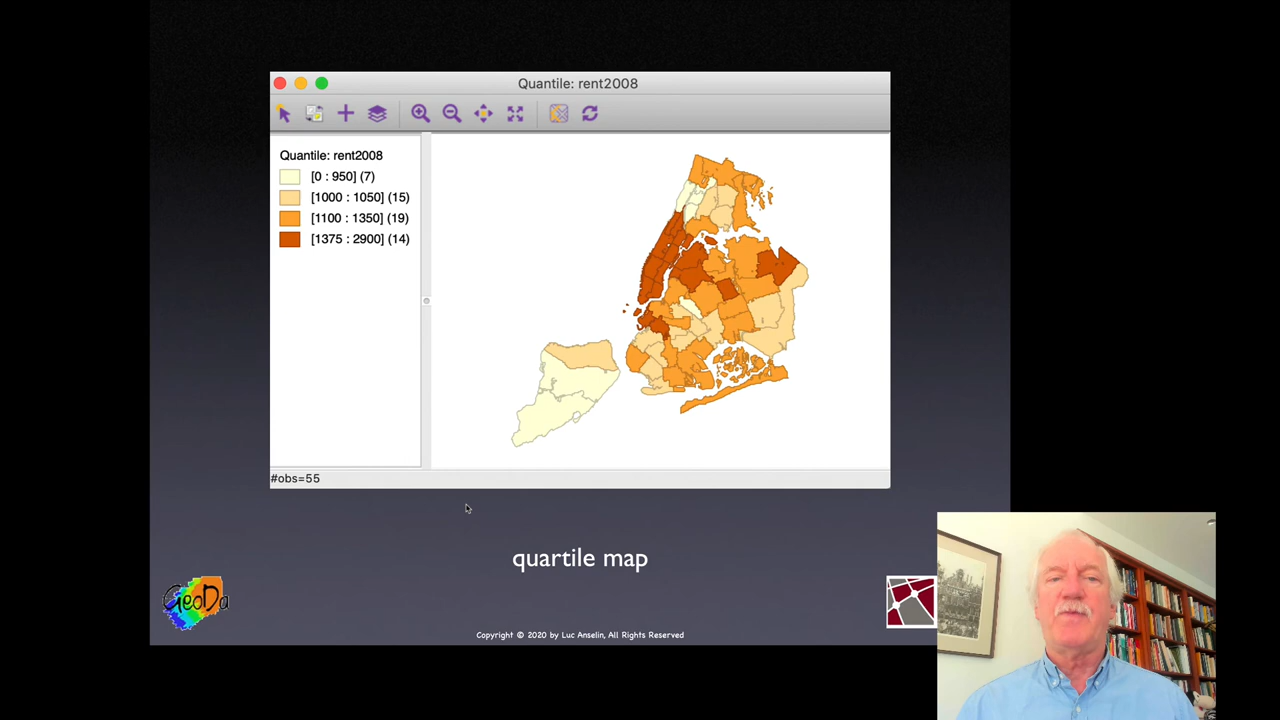 Quantile: rent2008
Quantile: rent2008
[0 : 950] (7)
[1000 : 1050] (15)
[1100 : 1350] (19)
[1375 : 2900] (14)
#obs=55
quartile map
GeoDa
Copyright © 2020 by Luc Anselin, All Rights Reserved